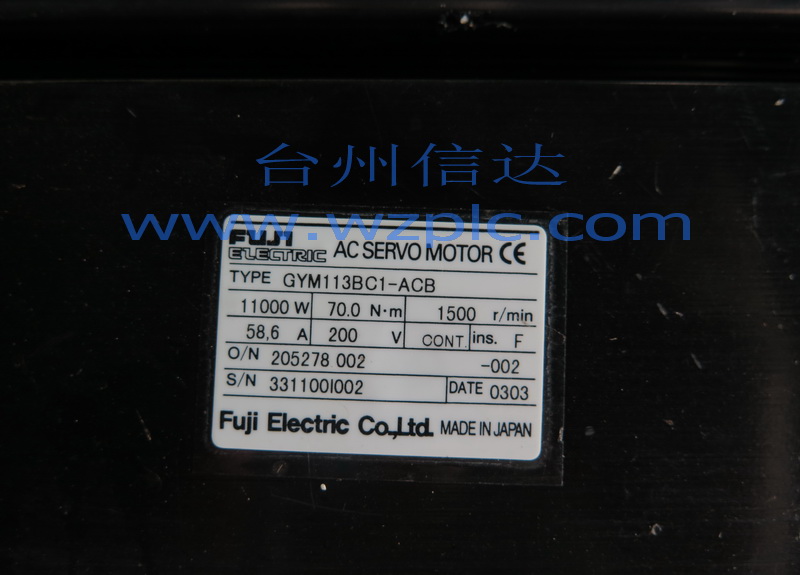 台州信达
www.wzplc.com
FUJI ELECTRIC AC SERVO MOTOR CE
TYPE GYM113BC1-ACB
11000 W 70.0 N·m 1500 r/min
58,6 A 200 V CONT. ins. F
O/N 205278 002 -002
S/N 331100I002 DATE 0303
Fuji Electric Co.,Ltd. MADE IN JAPAN